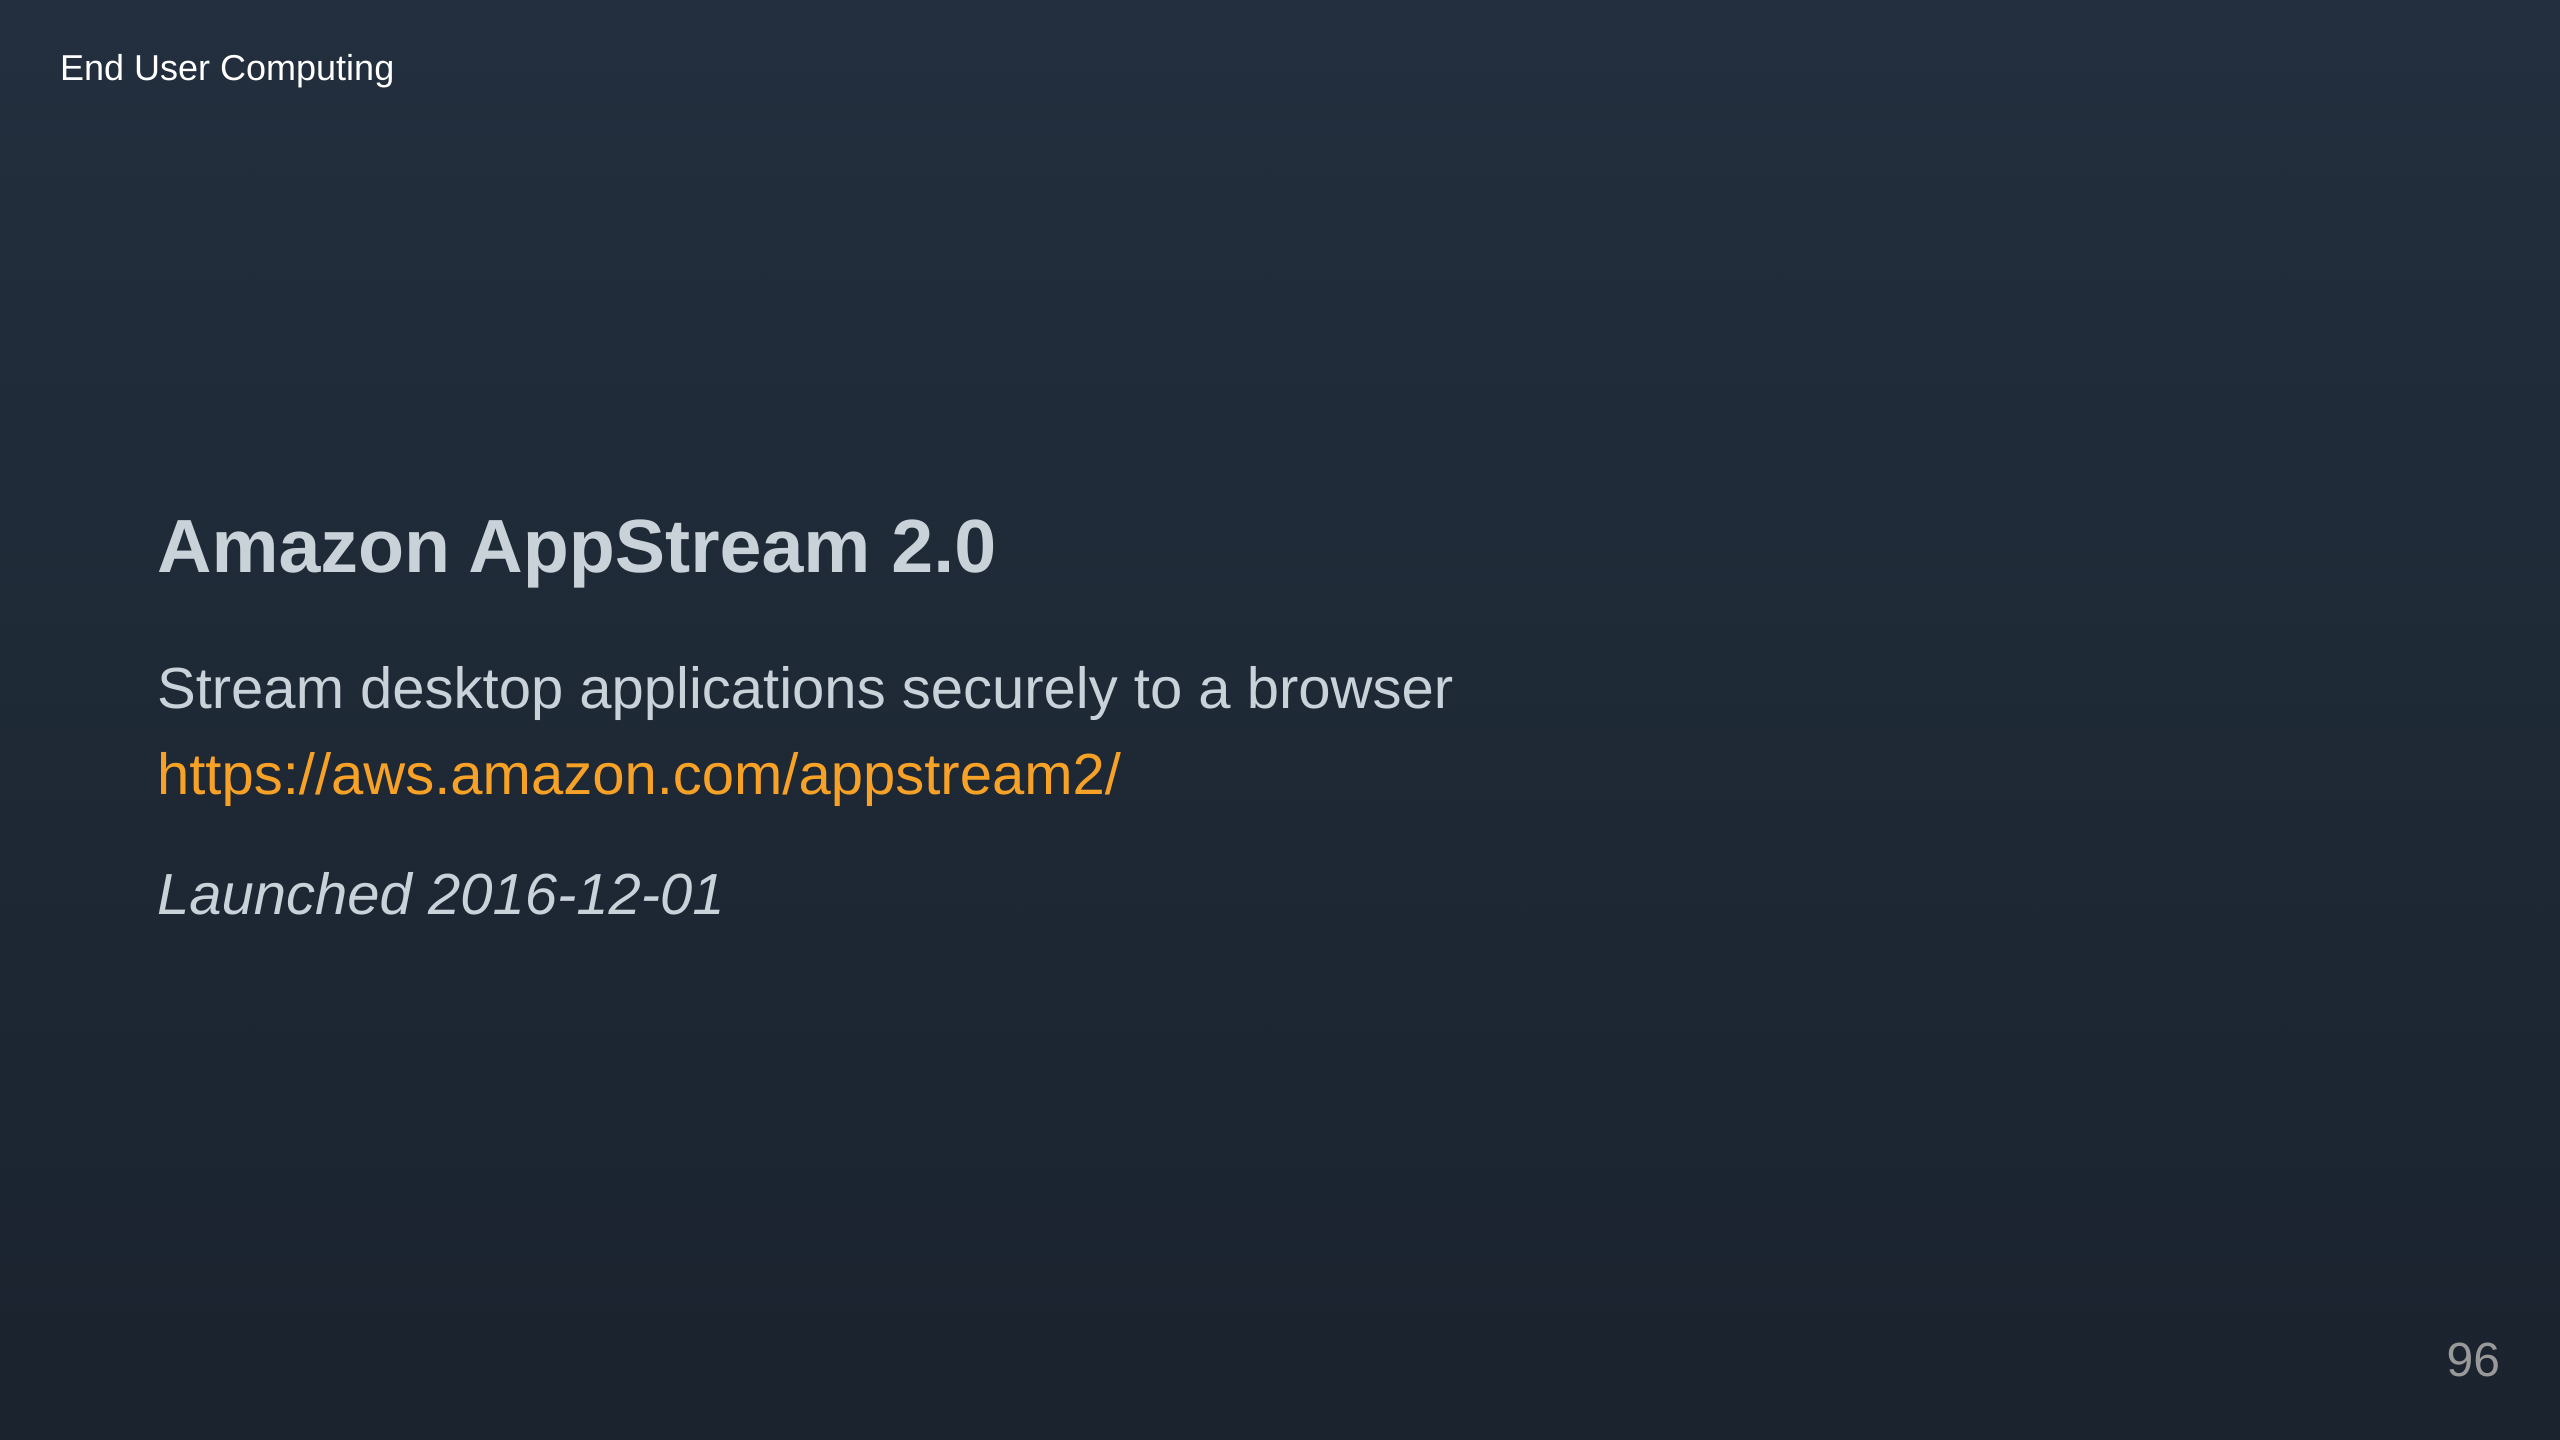 End User Computing
Amazon AppStream 2.0
Stream desktop applications securely to a browser
https://aws.amazon.com/appstream2/
Launched 2016-12-01
96